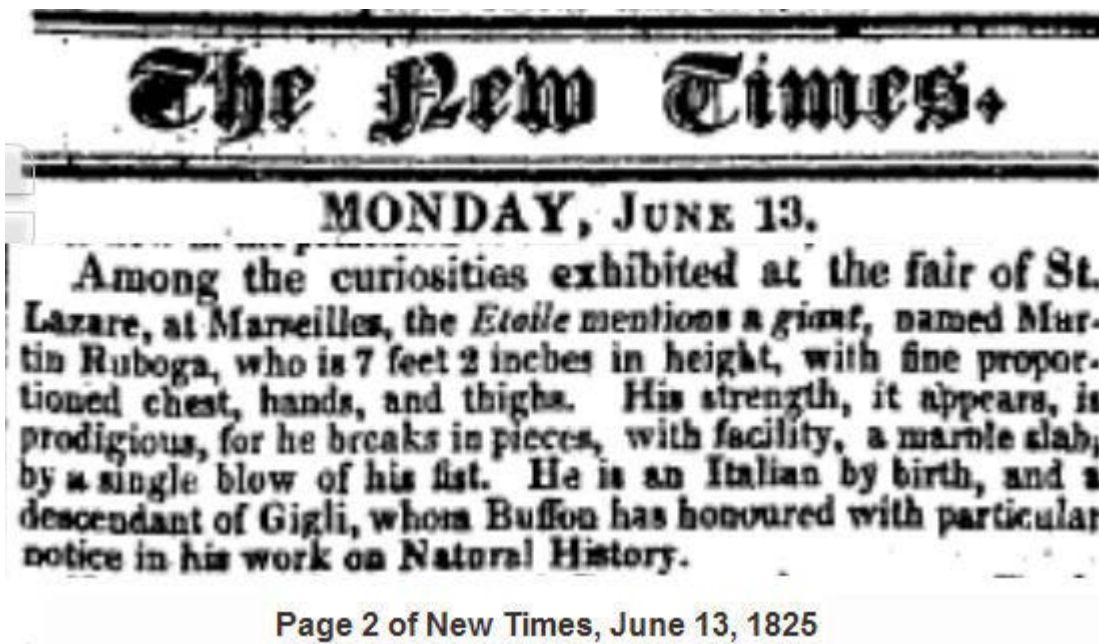 The New Times.
MONDAY, JUNE 13.
Among the curiosities exhibited at the fair of St.
Lazare, at Marseilles, the Etoile mentions a giant, named Mar-
tin Ruboga, who is 7 feet 2 inches in height, with fine propor-
tioned chest, hands, and thighs. His strength, it appears, is
prodigious, for he breaks in pieces, with facility, a marble slab,
by a single blow of his fist. He is an Italian by birth, and a
descendant of Gigli, whom Buffon has honoured with particular
notice in his work on Natural History.
Page 2 of New Times, June 13, 1825